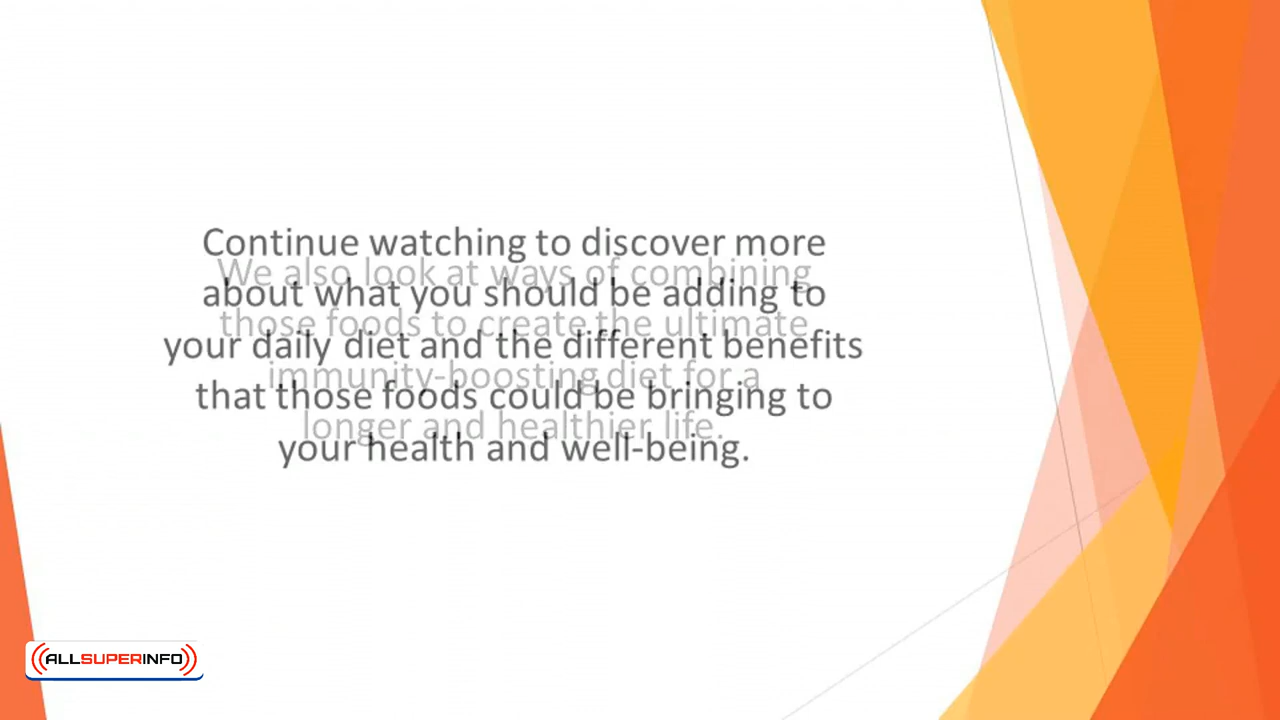 Continue watching to discover more
about what you should be adding to
your daily diet and the different benefits
that those foods could be bringing to
your health and well-being.
We also look at ways of combining
those foods to create the ultimate
immunity-boosting diet for a
longer and healthier life.
ALLSUPERINFO